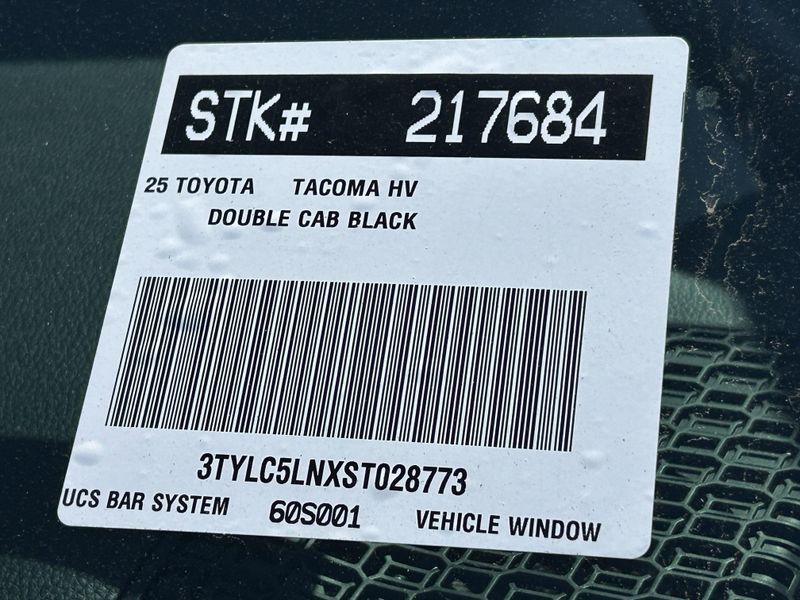 STK# 217684
25 TOYOTA TACOMA HV
DOUBLE CAB BLACK
3TYLC5LNXST028773
UCS BAR SYSTEM 60S001 VEHICLE WINDOW